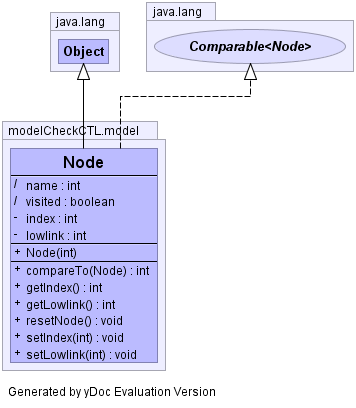 java.lang
java.lang
Object
Comparable<Node>
modelCheckCTL.model
Node
/ name : int
/ visited : boolean
- index : int
- lowlink : int
+ Node(int)
+ compareTo(Node) : int
+ getIndex() : int
+ getLowlink() : int
+ resetNode() : void
+ setIndex(int) : void
+ setLowlink(int) : void
Generated by yDoc Evaluation Version